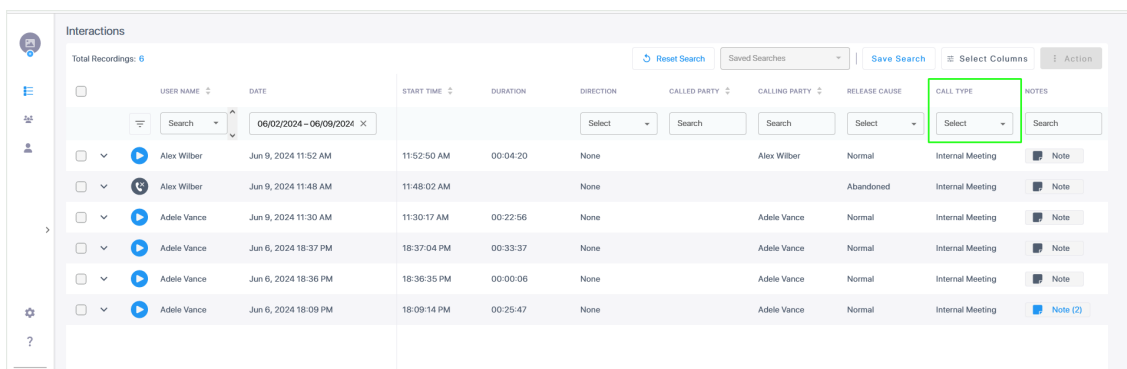 Interactions
Total Recordings: 6 Reset Search Saved Searches Save Search Select Columns Action
USER NAME DATE START TIME DURATION DIRECTION CALLED PARTY CALLING PARTY RELEASE CAUSE CALL TYPE NOTES
Search 06/02/2024 – 06/09/2024 × Select Search Search Select Select Search
Alex Wilber Jun 9, 2024 11:52 AM 11:52:50 AM 00:04:20 None Alex Wilber Normal Internal Meeting Note
Alex Wilber Jun 9, 2024 11:48 AM 11:48:02 AM None Abandoned Internal Meeting Note
Adele Vance Jun 9, 2024 11:30 AM 11:30:17 AM 00:22:56 None Adele Vance Normal Internal Meeting Note
Adele Vance Jun 6, 2024 18:37 PM 18:37:04 PM 00:33:37 None Adele Vance Normal Internal Meeting Note
Adele Vance Jun 6, 2024 18:36 PM 18:36:35 PM 00:00:06 None Adele Vance Normal Internal Meeting Note
Adele Vance Jun 6, 2024 18:09 PM 18:09:14 PM 00:25:47 None Adele Vance Normal Internal Meeting Note (2)
?